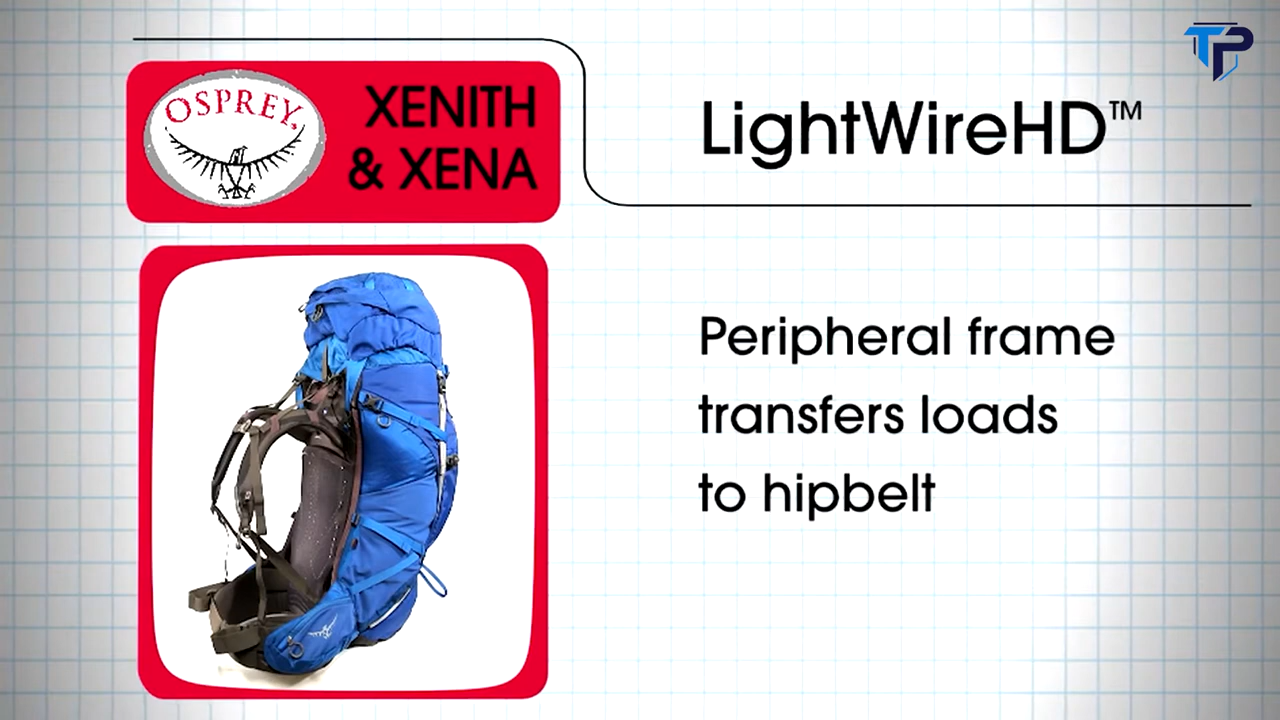 OSPREY
XENITH
& XENA
LightWireHD™
TP
Peripheral frame
transfers loads
to hipbelt